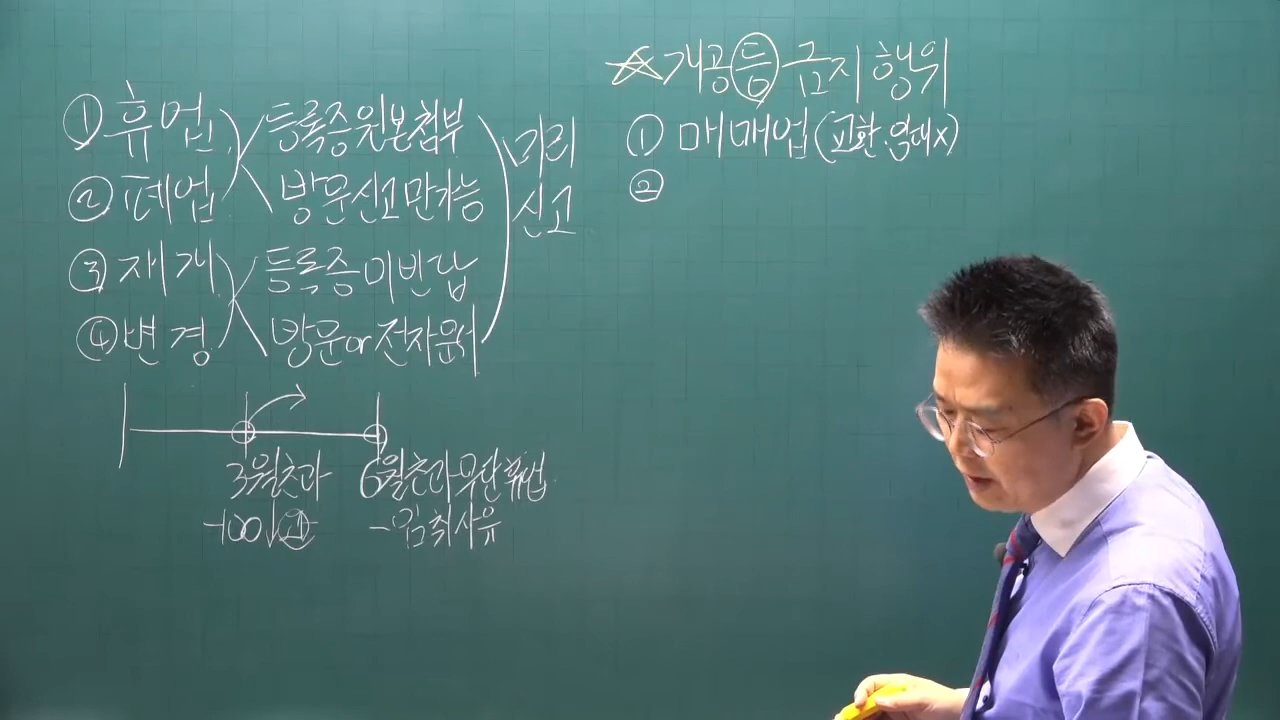 ① 휴업, 등록증원본첨부
② 폐업 방문신고만가능
③ 재개 등록증미반납
④ 변경 방문or전자문서
미리
신고
3월초과
-100↓
6월초과무단휴업
-임취사유
☆개공등금지행위
① 매매업(교환.임대x)
②